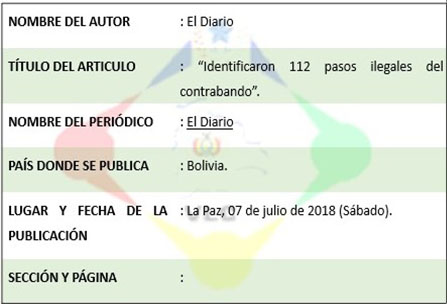 NOMBRE DEL AUTOR : El Diario
TÍTULO DEL ARTICULO : “Identificaron 112 pasos ilegales del
contrabando”.
NOMBRE DEL PERIÓDICO : El Diario
PAÍS DONDE SE PUBLICA : Bolivia.
LUGAR Y FECHA DE LA : La Paz, 07 de julio de 2018 (Sábado).
PUBLICACIÓN
SECCIÓN Y PÁGINA :